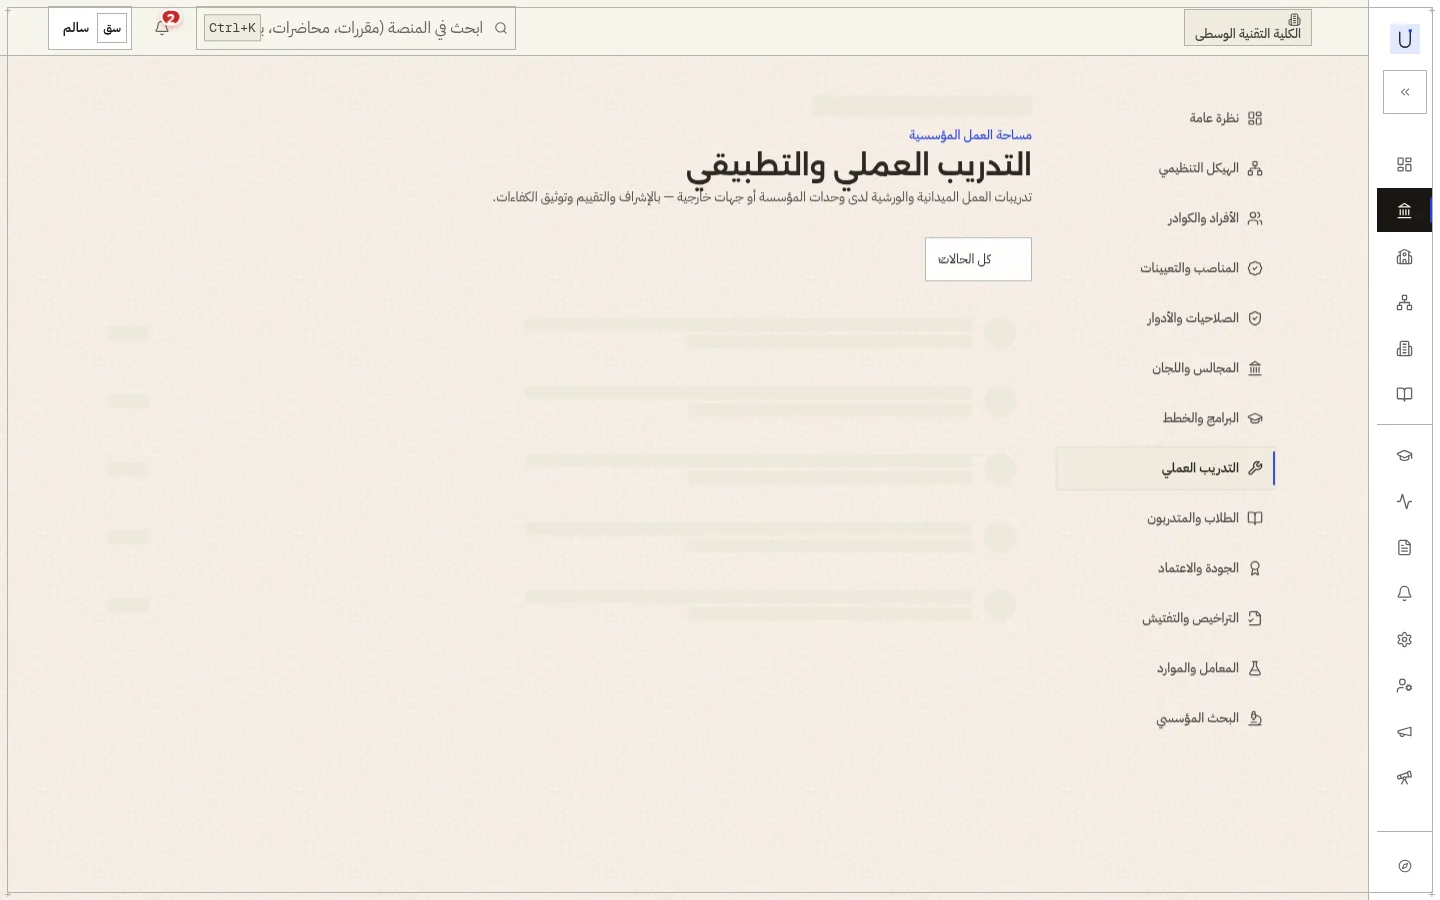 الكلية التقنية الوسطى
ابحث في المنصة (مقررات، محاضرات، ب
Ctrl+K
2
سق
سالم
نظرة عامة
الهيكل التنظيمي
الأفراد والكوادر
المناصب والتعيينات
الصلاحيات والأدوار
المجالس واللجان
البرامج والخطط
التدريب العملي
الطلاب والمتدربون
الجودة والاعتماد
التراخيص والتفتيش
المعامل والموارد
البحث المؤسسي
مساحة العمل المؤسسية
التدريب العملي والتطبيقي
تدريبات العمل الميدانية والورشية لدى وحدات المؤسسة أو جهات خارجية — بالإشراف والتقييم وتوثيق الكفاءات.
كل الحالات